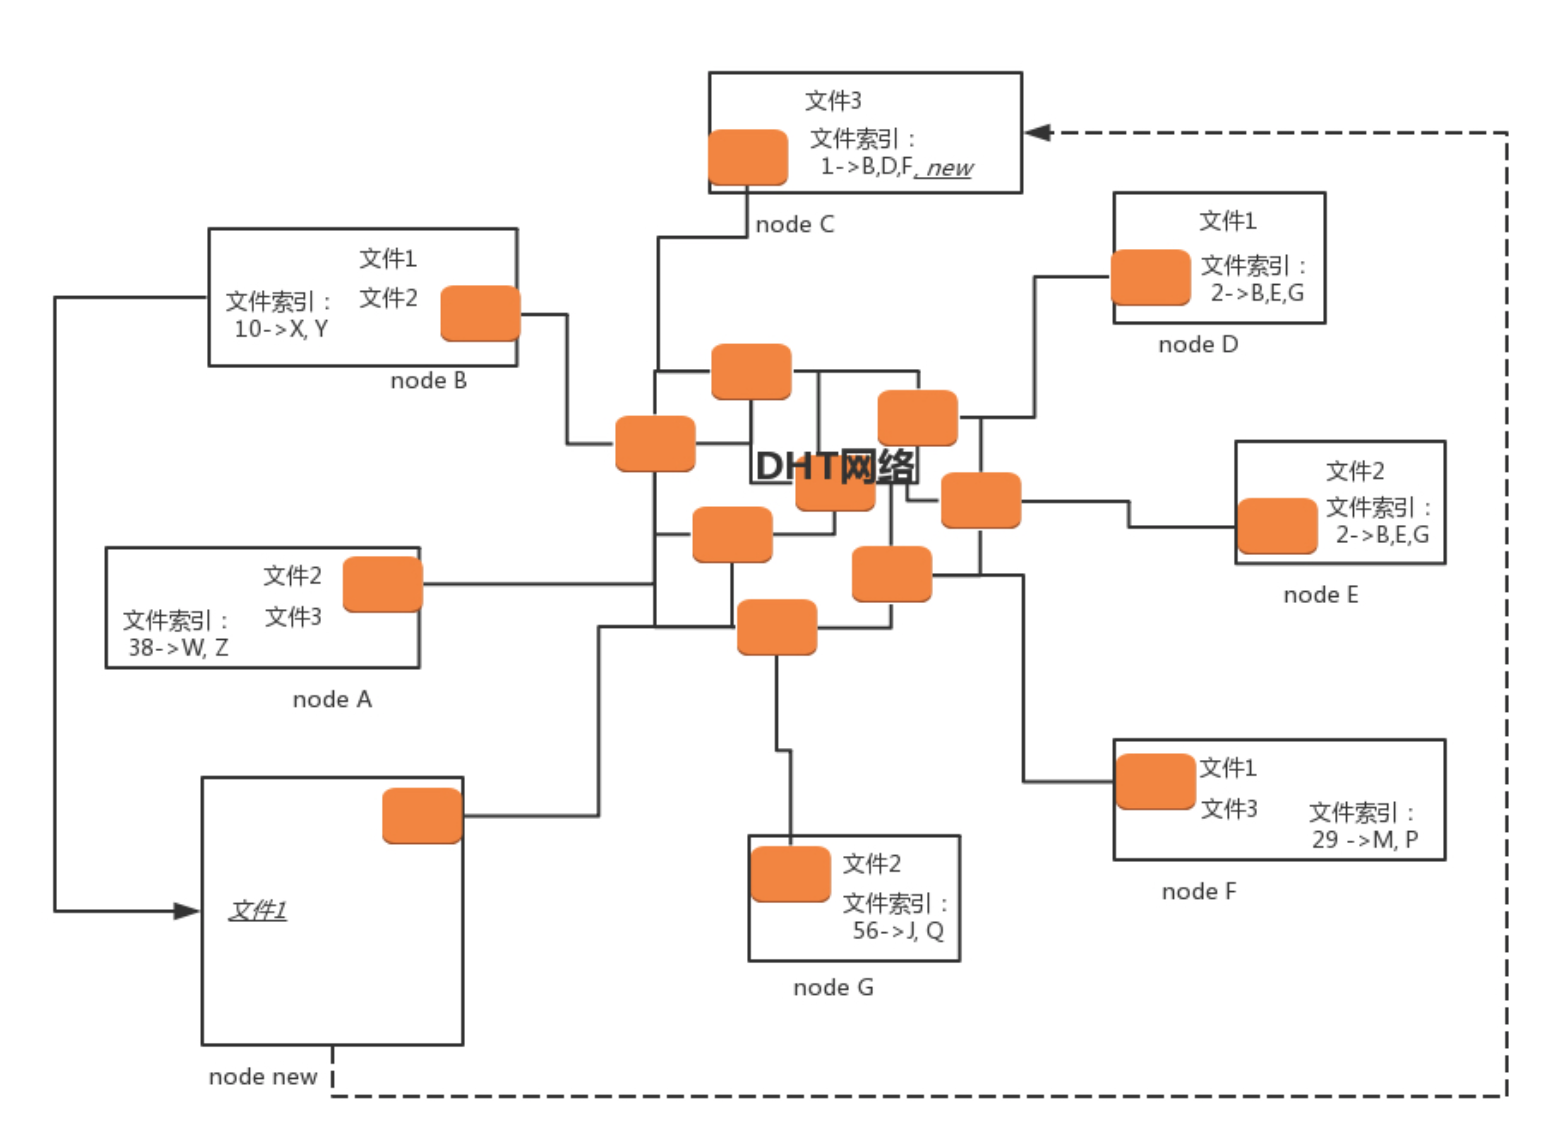 文件3
文件索引：
1->B,D,F, new
node C
文件1
文件索引：
2->B,E,G
node D
文件1
文件2
文件索引：
10->X, Y
node B
DHT网络
文件2
文件索引：
2->B,E,G
node E
文件2
文件3
文件索引：
38->W, Z
node A
文件1
文件3
文件索引：
29 ->M, P
node F
文件1
node new
文件2
文件索引：
56->J, Q
node G